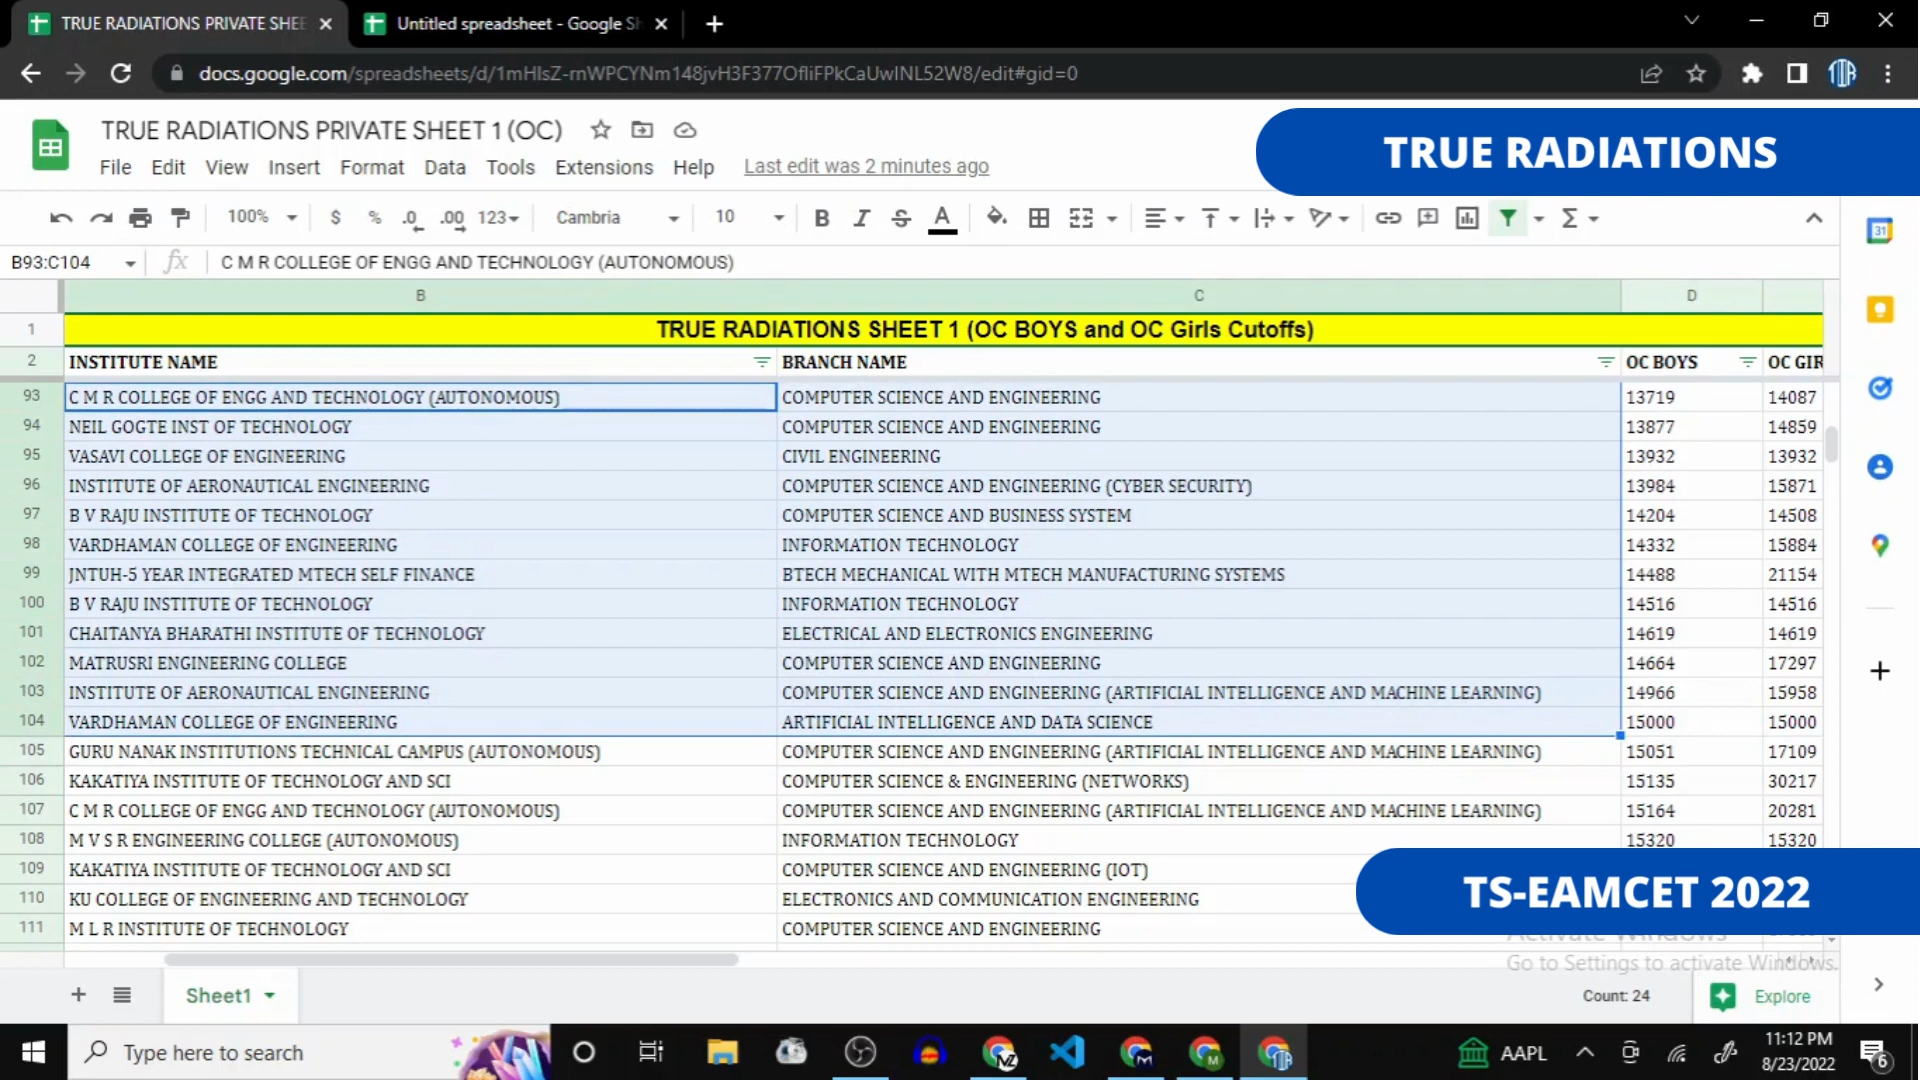 TRUE RADIATIONS PRIVATE SHEE
Untitled spreadsheet - Google Sh
docs.google.com/spreadsheets/d/1mHIsZ-rnWPCYNm148jvH3F377OfliFPkCaUwINL52W8/edit#gid=0
TRUE RADIATIONS PRIVATE SHEET 1 (OC)
TRUE RADIATIONS
File Edit View Insert Format Data Tools Extensions Help Last edit was 2 minutes ago
100% $ % .0 .00 123 Cambria 10 B I S A
31
B93:C104 fx C M R COLLEGE OF ENGG AND TECHNOLOGY (AUTONOMOUS)
B C D
1 TRUE RADIATIONS SHEET 1 (OC BOYS and OC Girls Cutoffs)
2 INSTITUTE NAME BRANCH NAME OC BOYS OC GIR
93 C M R COLLEGE OF ENGG AND TECHNOLOGY (AUTONOMOUS) COMPUTER SCIENCE AND ENGINEERING 13719 14087
94 NEIL GOGTE INST OF TECHNOLOGY COMPUTER SCIENCE AND ENGINEERING 13877 14859
95 VASAVI COLLEGE OF ENGINEERING CIVIL ENGINEERING 13932 13932
96 INSTITUTE OF AERONAUTICAL ENGINEERING COMPUTER SCIENCE AND ENGINEERING (CYBER SECURITY) 13984 15871
97 B V RAJU INSTITUTE OF TECHNOLOGY COMPUTER SCIENCE AND BUSINESS SYSTEM 14204 14508
98 VARDHAMAN COLLEGE OF ENGINEERING INFORMATION TECHNOLOGY 14332 15884
99 JNTUH-5 YEAR INTEGRATED MTECH SELF FINANCE BTECH MECHANICAL WITH MTECH MANUFACTURING SYSTEMS 14488 21154
100 B V RAJU INSTITUTE OF TECHNOLOGY INFORMATION TECHNOLOGY 14516 14516
101 CHAITANYA BHARATHI INSTITUTE OF TECHNOLOGY ELECTRICAL AND ELECTRONICS ENGINEERING 14619 14619
102 MATRUSRI ENGINEERING COLLEGE COMPUTER SCIENCE AND ENGINEERING 14664 17297
103 INSTITUTE OF AERONAUTICAL ENGINEERING COMPUTER SCIENCE AND ENGINEERING (ARTIFICIAL INTELLIGENCE AND MACHINE LEARNING) 14966 15958
104 VARDHAMAN COLLEGE OF ENGINEERING ARTIFICIAL INTELLIGENCE AND DATA SCIENCE 15000 15000
105 GURU NANAK INSTITUTIONS TECHNICAL CAMPUS (AUTONOMOUS) COMPUTER SCIENCE AND ENGINEERING (ARTIFICIAL INTELLIGENCE AND MACHINE LEARNING) 15051 17109
106 KAKATIYA INSTITUTE OF TECHNOLOGY AND SCI COMPUTER SCIENCE & ENGINEERING (NETWORKS) 15135 30217
107 C M R COLLEGE OF ENGG AND TECHNOLOGY (AUTONOMOUS) COMPUTER SCIENCE AND ENGINEERING (ARTIFICIAL INTELLIGENCE AND MACHINE LEARNING) 15164 20281
108 M V S R ENGINEERING COLLEGE (AUTONOMOUS) INFORMATION TECHNOLOGY 15320 15320
109 KAKATIYA INSTITUTE OF TECHNOLOGY AND SCI COMPUTER SCIENCE AND ENGINEERING (IOT)
110 KU COLLEGE OF ENGINEERING AND TECHNOLOGY ELECTRONICS AND COMMUNICATION ENGINEERING
TS-EAMCET 2022
111 M L R INSTITUTE OF TECHNOLOGY COMPUTER SCIENCE AND ENGINEERING
Activate Windows
Go to Settings to activate Windows.
Sheet1 Count: 24 Explore
Type here to search AAPL 11:12 PM
8/23/2022 6